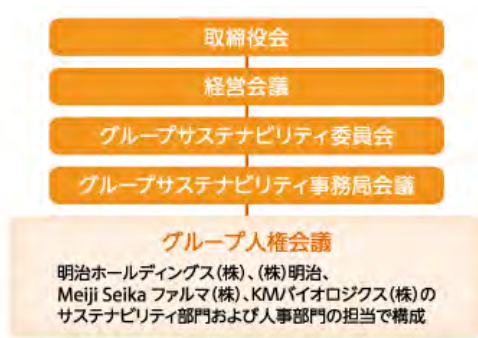 取締役会
経営会議
グループサステナビリティ委員会
グループサステナビリティ事務局会議
グループ人権会議
明治ホールディングス(株)、(株)明治、
Meiji Seika ファルマ(株)、KMバイオロジクス(株)の
サステナビリティ部門および人事部門の担当で構成